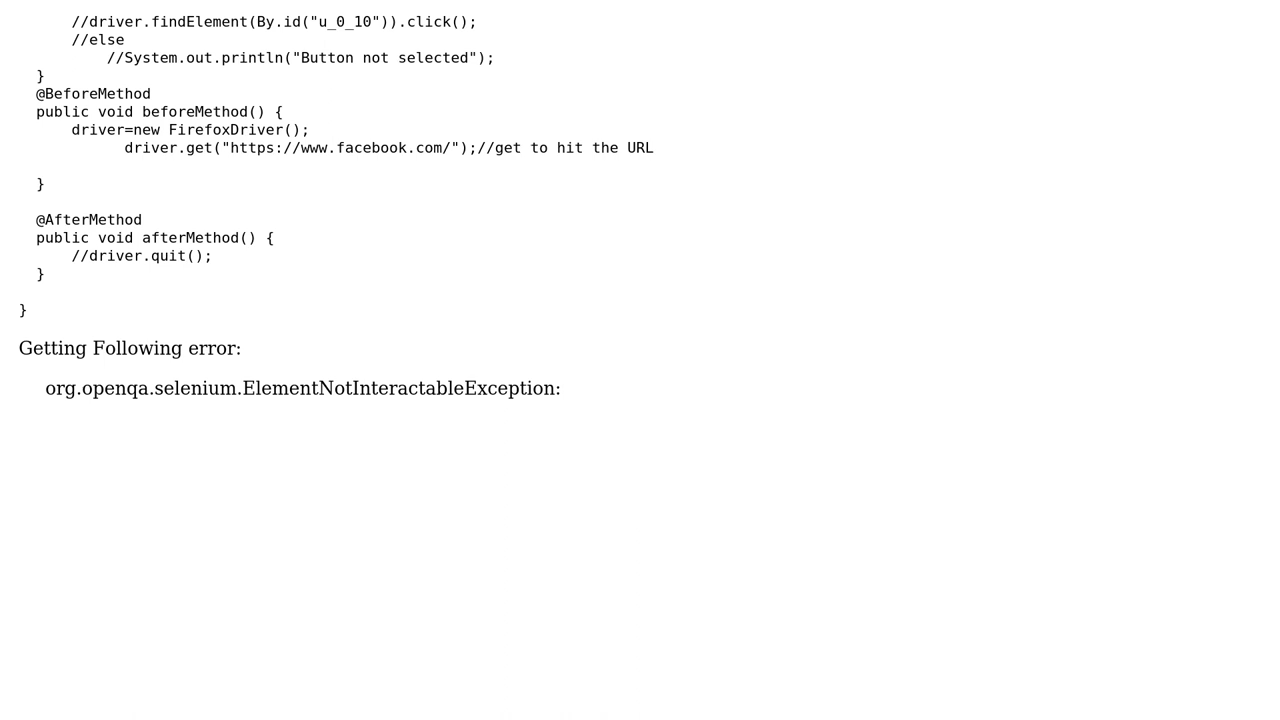 //driver.findElement(By.id("u_0_10")).click();
//else
//System.out.println("Button not selected");
}
@BeforeMethod
public void beforeMethod() {
driver=new FirefoxDriver();
driver.get("https://www.facebook.com/");//get to hit the URL
}
@AfterMethod
public void afterMethod() {
//driver.quit();
}
}
Getting Following error:
org.openqa.selenium.ElementNotInteractableException: